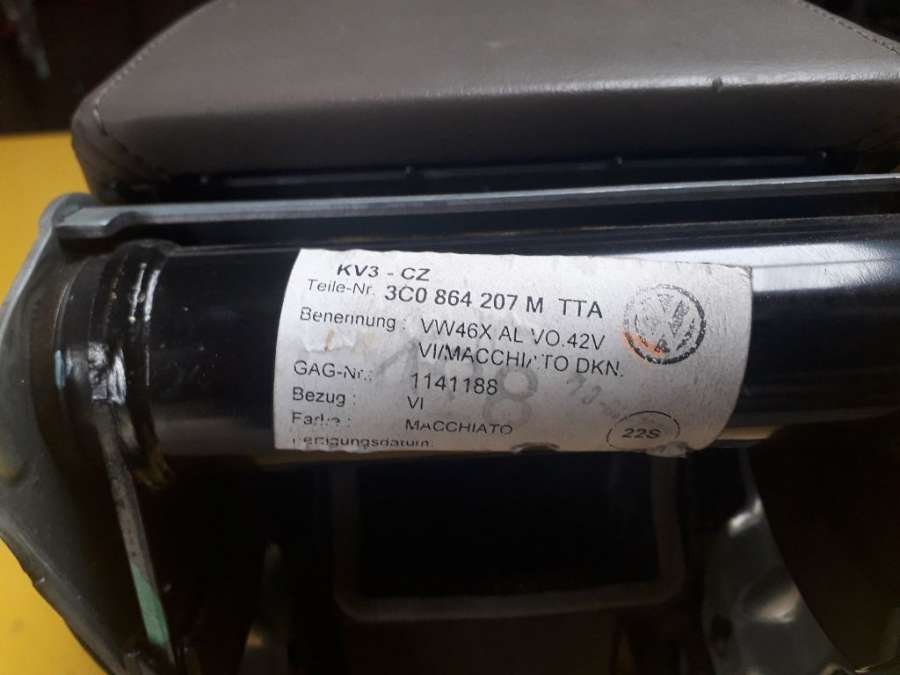 KV3 - CZ
Teile-Nr. 3C0 864 207 M TTA
Benennung : VW46X AL VO.42V
VI/MACCHIATO DKN.
GAG-Nr.: 1141188
Bezug : VI
Farbe : MACCHIATO
Fertigungsdatum:
22S